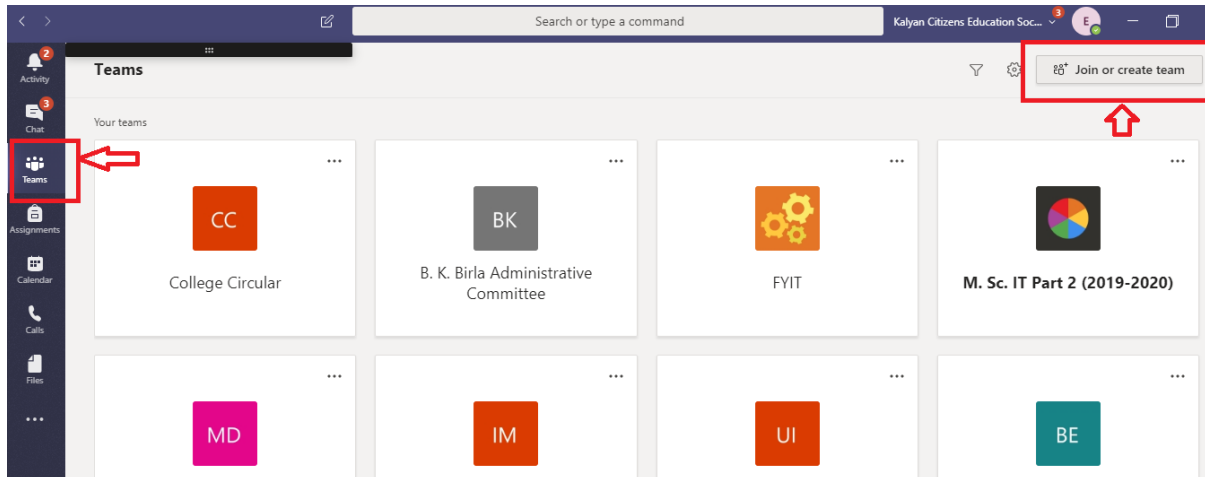 Search or type a command
Kalyan Citizens Education Soc...
3
E
2
Activity
3
Chat
Teams
Assignments
Calendar
Calls
Files
Teams
Join or create team
Your teams
CC
College Circular
BK
B. K. Birla Administrative
Committee
FYIT
M. Sc. IT Part 2 (2019-2020)
MD
IM
UI
BE